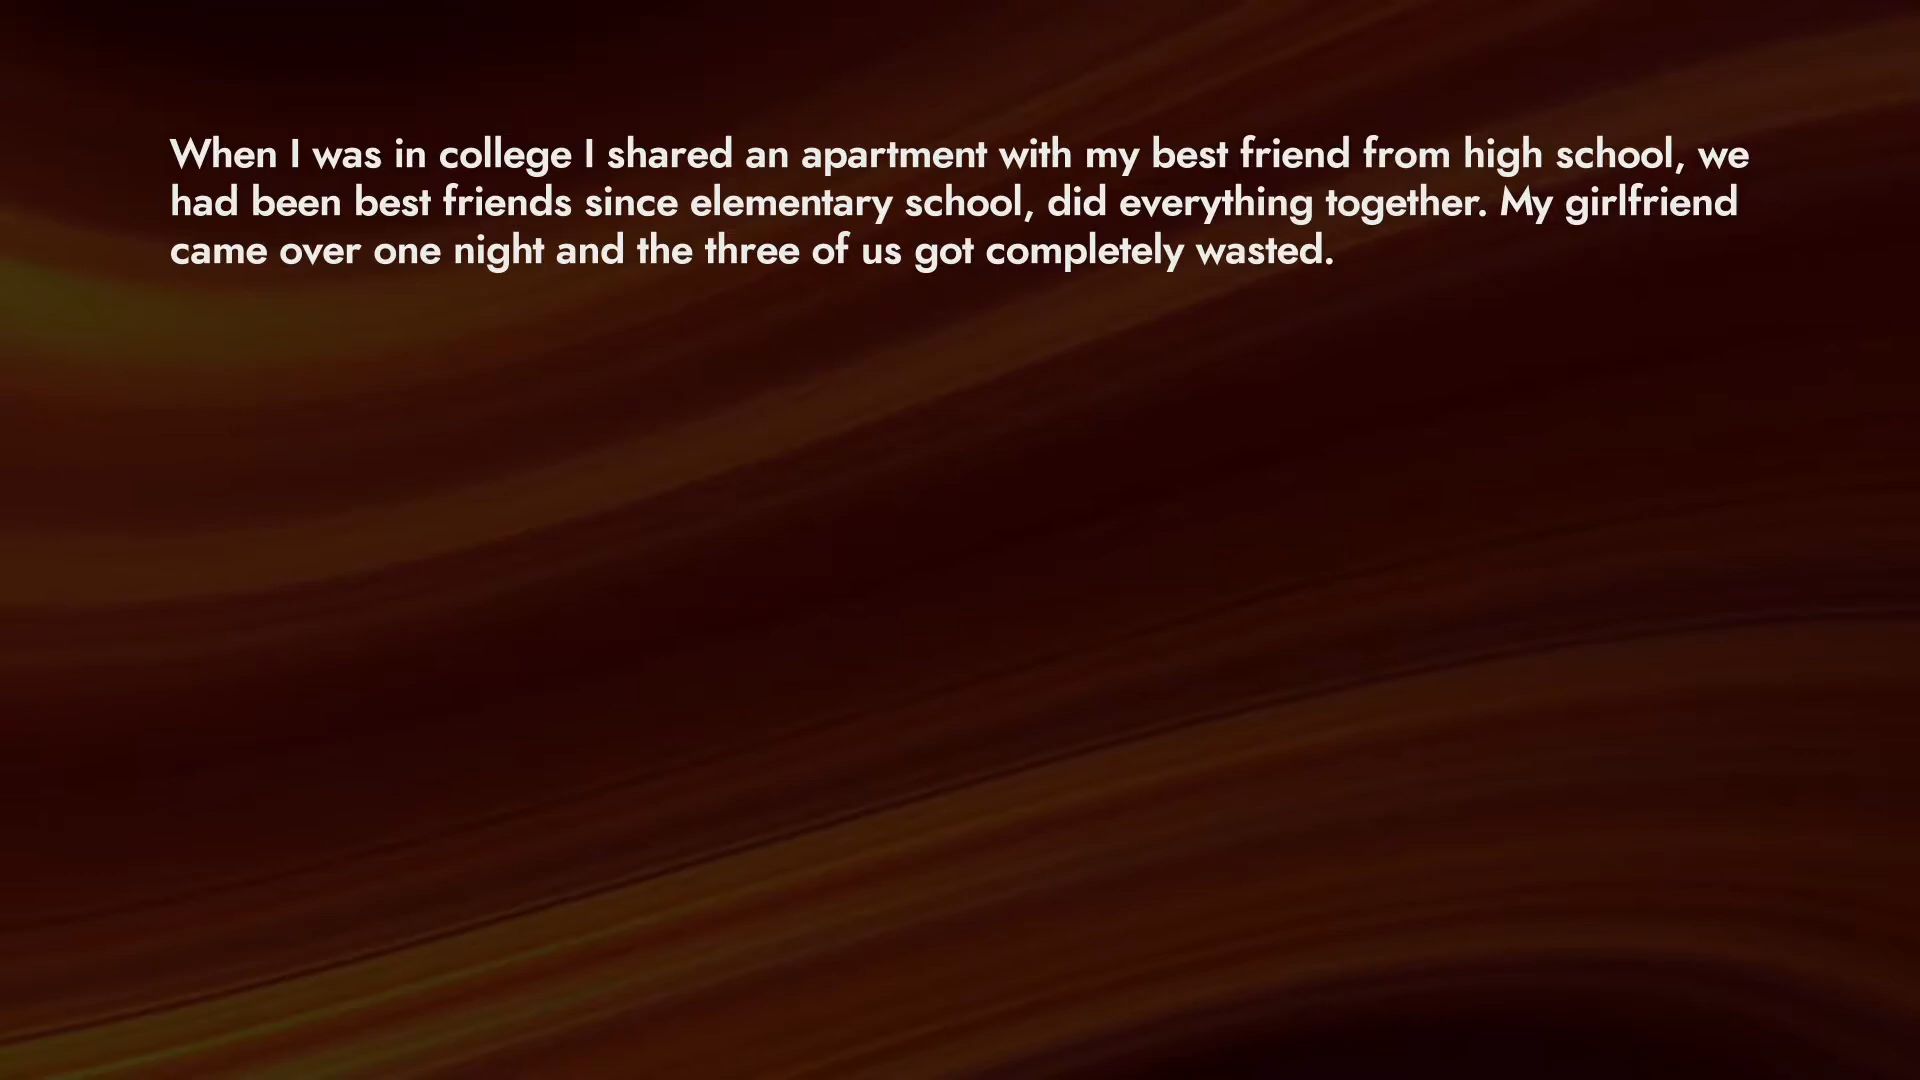 When I was in college I shared an apartment with my best friend from high school, we
had been best friends since elementary school, did everything together. My girlfriend
came over one night and the three of us got completely wasted.